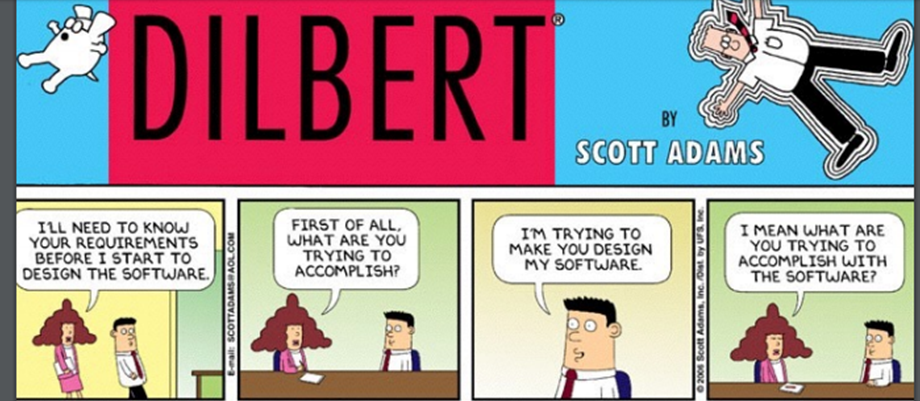 DILBERT®
BY
SCOTT ADAMS
I'LL NEED TO KNOW
YOUR REQUIREMENTS
BEFORE I START TO
DESIGN THE SOFTWARE.
E-mail: SCOTTADAMS@AOL.COM
FIRST OF ALL,
WHAT ARE YOU
TRYING TO
ACCOMPLISH?
I'M TRYING TO
MAKE YOU DESIGN
MY SOFTWARE.
© 2006 Scott Adams, Inc./Dist. by UFS, Inc.
I MEAN WHAT ARE
YOU TRYING TO
ACCOMPLISH WITH
THE SOFTWARE?